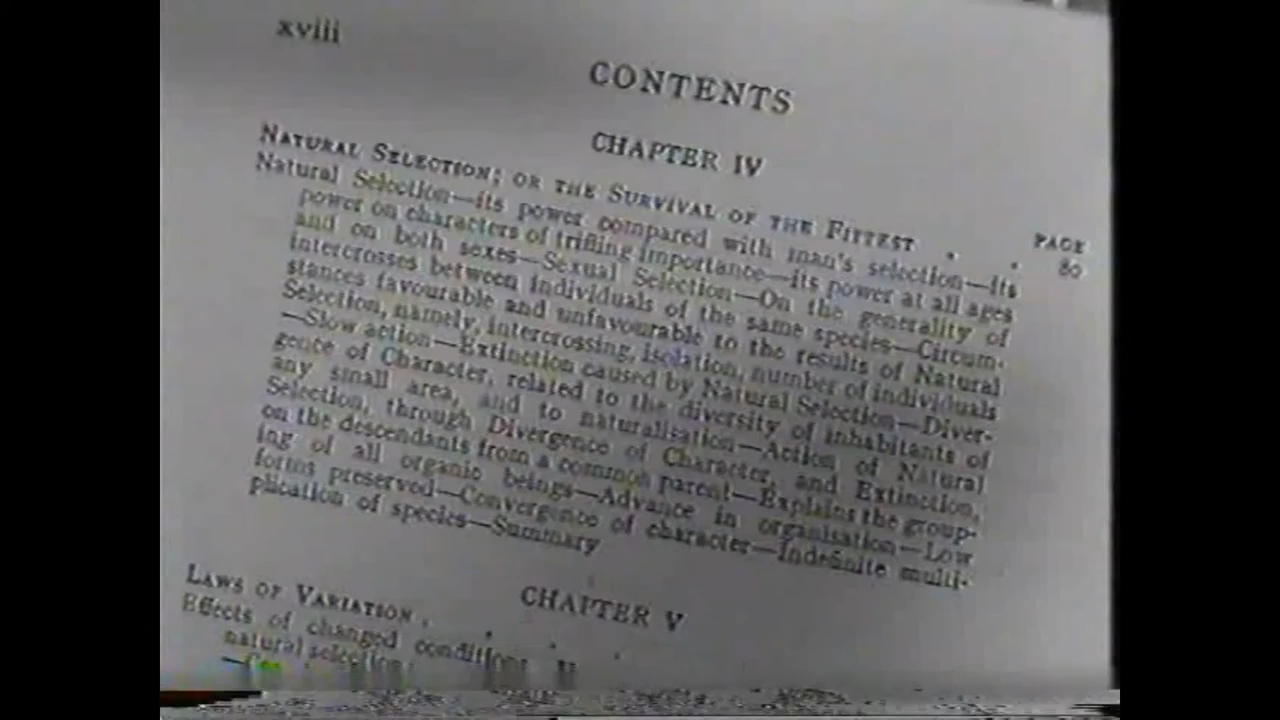 xviii
CONTENTS
CHAPTER IV
PAGE
NATURAL SELECTION; OR THE SURVIVAL OF THE FITTEST . . 80
Natural Selection—its power compared with man's selection—its
power on characters of trifling importance—its power at all ages
and on both sexes—Sexual Selection—On the generality of
intercrosses between individuals of the same species—Circum-
stances favourable and unfavourable to the results of Natural
Selection, namely, intercrossing, isolation, number of individuals
—Slow action—Extinction caused by Natural Selection—Diver-
gence of Character, related to the diversity of inhabitants of
any small area, and to naturalisation—Action of Natural
Selection, through Divergence of Character, and Extinction,
on the descendants from a common parent—Explains the group-
ing of all organic beings—Advance in organisation—Low
forms preserved—Convergence of character—Indefinite multi-
plication of species—Summary
CHAPTER V
LAWS OF VARIATION . . . .
Effects of changed conditions
natural selection